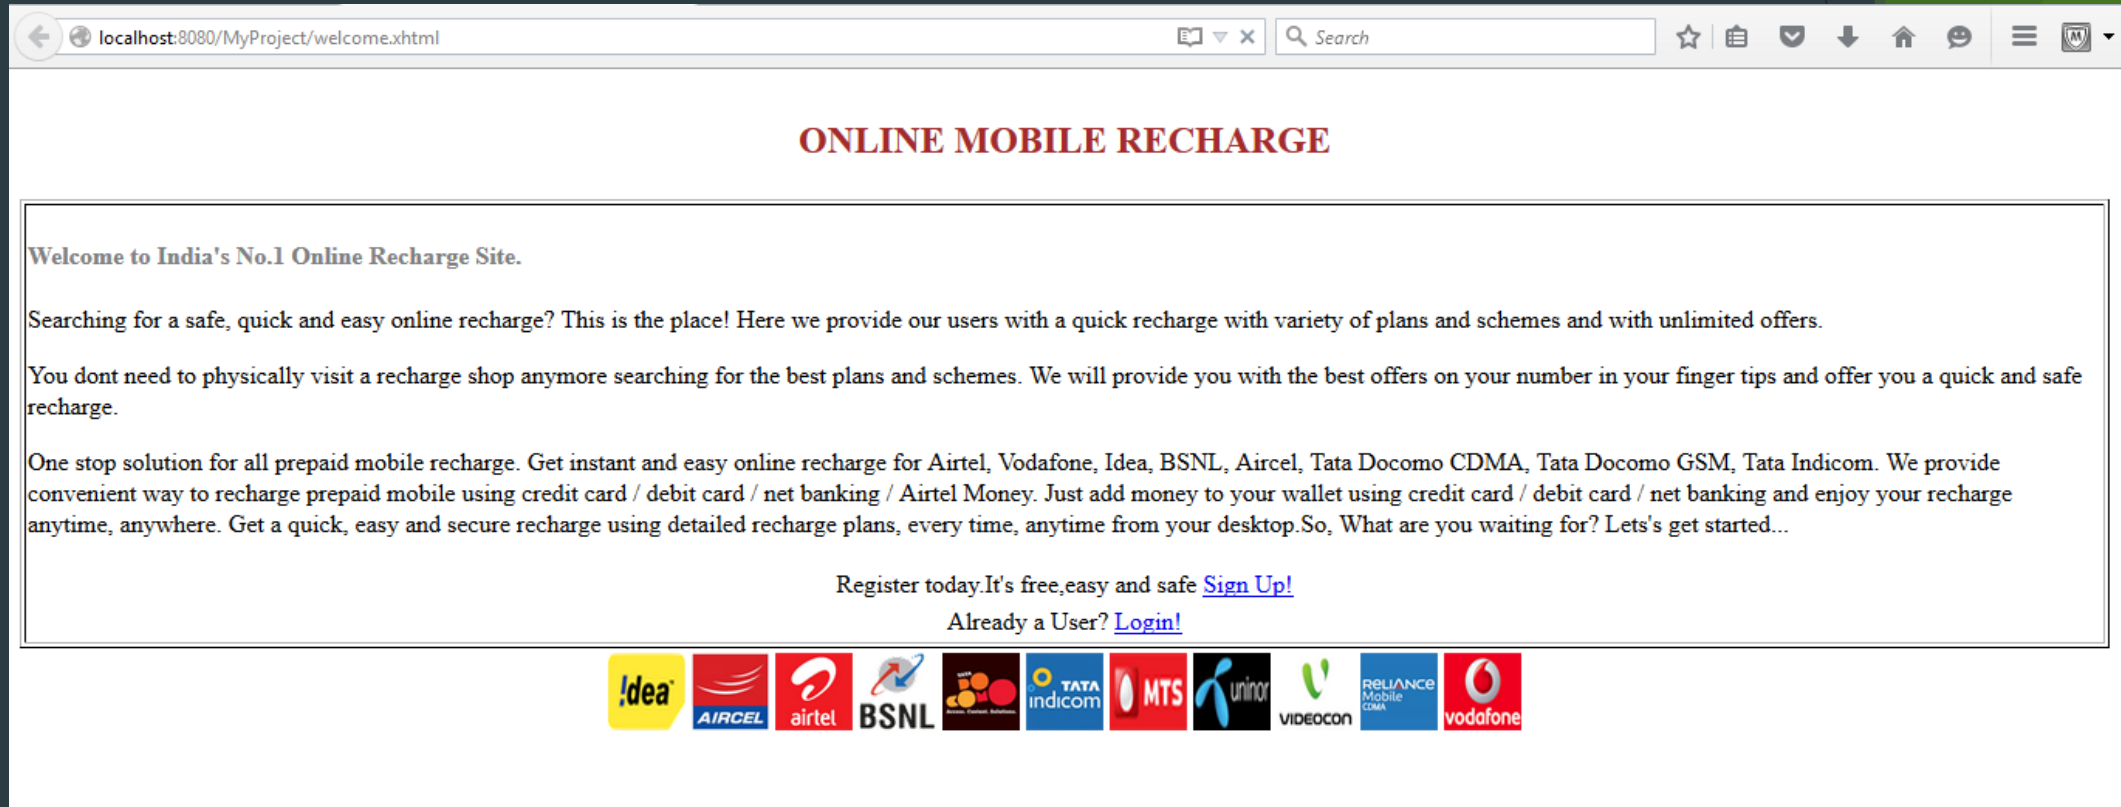 localhost:8080/MyProject/welcome.xhtml
Search
ONLINE MOBILE RECHARGE
Welcome to India's No.1 Online Recharge Site.
Searching for a safe, quick and easy online recharge? This is the place! Here we provide our users with a quick recharge with variety of plans and schemes and with unlimited offers.
You dont need to physically visit a recharge shop anymore searching for the best plans and schemes. We will provide you with the best offers on your number in your finger tips and offer you a quick and safe
recharge.
One stop solution for all prepaid mobile recharge. Get instant and easy online recharge for Airtel, Vodafone, Idea, BSNL, Aircel, Tata Docomo CDMA, Tata Docomo GSM, Tata Indicom. We provide
convenient way to recharge prepaid mobile using credit card / debit card / net banking / Airtel Money. Just add money to your wallet using credit card / debit card / net banking and enjoy your recharge
anytime, anywhere. Get a quick, easy and secure recharge using detailed recharge plans, every time, anytime from your desktop.So, What are you waiting for? Lets's get started...
Register today.It's free,easy and safe Sign Up!
Already a User? Login!
!dea
AIRCEL
airtel
BSNL
TATA
indicom
MTS
uninor
VIDEOCON
RELIANCE
Mobile
CDMA
vodafone